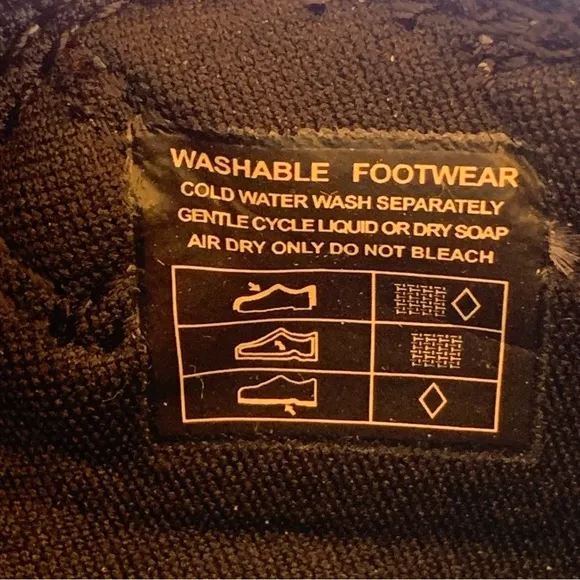 WASHABLE FOOTWEAR
COLD WATER WASH SEPARATELY
GENTLE CYCLE LIQUID OR DRY SOAP
AIR DRY ONLY DO NOT BLEACH